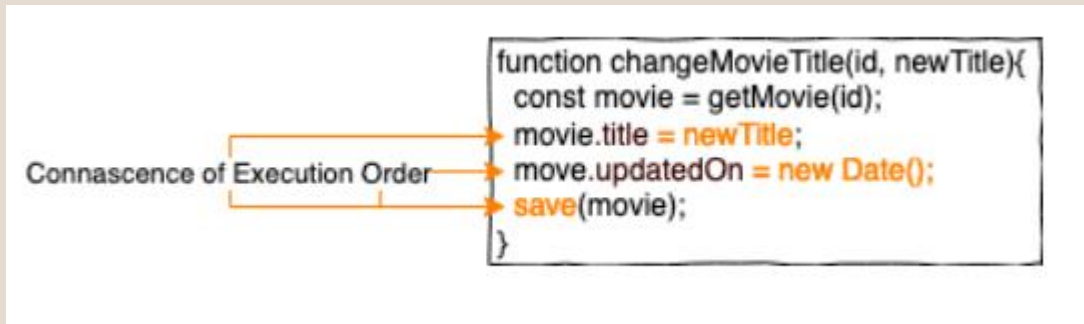 function changeMovieTitle(id, newTitle){
const movie = getMovie(id);
movie.title = newTitle;
Connascence of Execution Order
move.updatedOn = new Date();
save(movie);
}